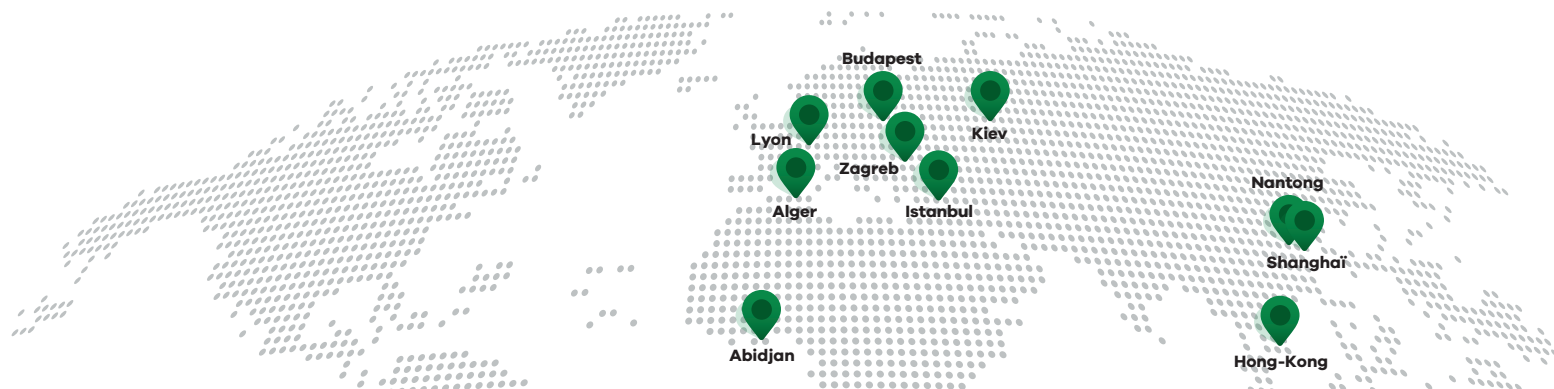 Budapest
Kiev
Lyon
Zagreb
Nantong
Alger
Istanbul
Shanghaï
Abidjan
Hong-Kong